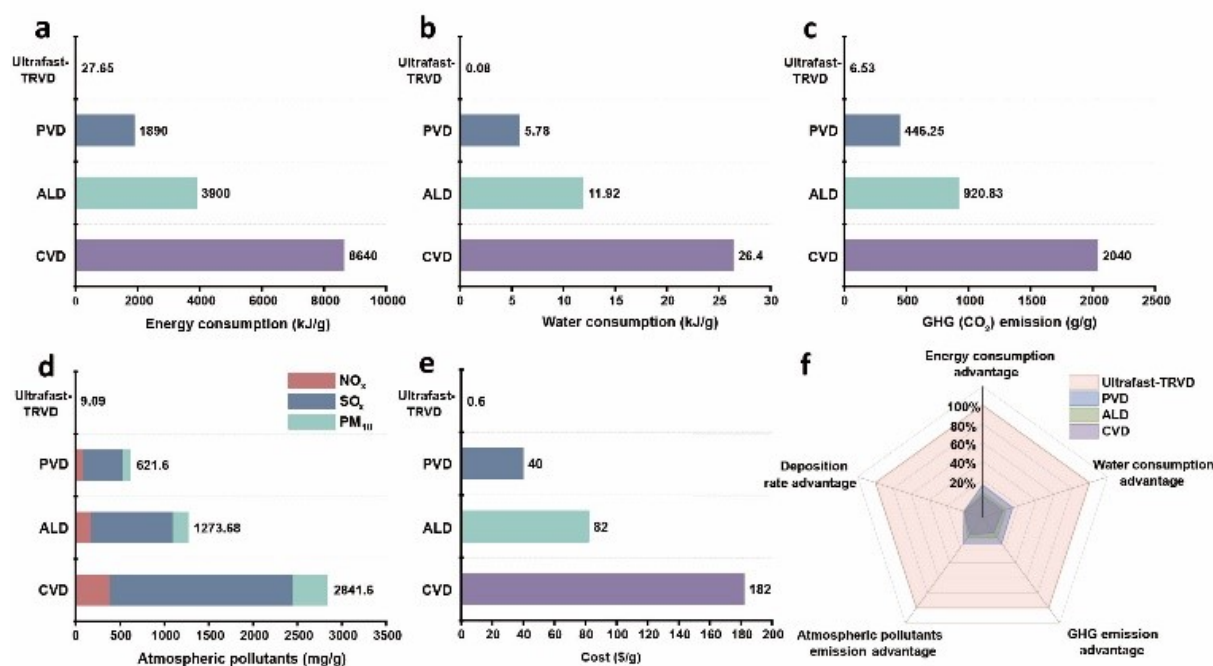 a
Ultrafast-
TRVD
27.65
PVD
1890
ALD
3900
CVD
8640
0
2000
4000
6000
8000
10000
Energy consumption (kJ/g)
b
Ultrafast-
TRVD
0.08
PVD
5.78
ALD
11.92
CVD
26.4
0
5
10
15
20
25
30
Water consumption (kJ/g)
c
Ultrafast-
TRVD
6.53
PVD
446.25
ALD
920.83
CVD
2040
0
500
1000
1500
2000
2500
GHG (CO₂) emission (g/g)
d
NOₓ
SOₓ
PM₁₀
Ultrafast-
TRVD
9.09
PVD
621.6
ALD
1273.68
CVD
2841.6
0
500
1000
1500
2000
2500
3000
3500
Atmospheric pollutants (mg/g)
e
Ultrafast-
TRVD
0.6
PVD
40
ALD
82
CVD
182
0
20
40
60
80
100
120
140
160
180
200
Cost ($/g)
f
Energy consumption
advantage
Ultrafast-TRVD
PVD
ALD
CVD
100%
80%
60%
40%
20%
Deposition
rate advantage
Water consumption
advantage
Atmospheric pollutants
emission advantage
GHG emission
advantage